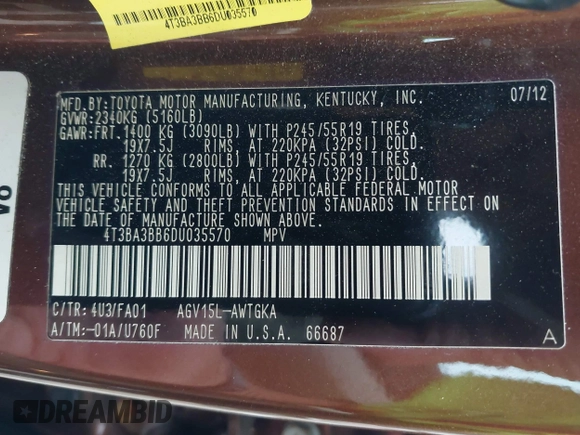 4T3BA3BB6DU035570
MFD.BY:TOYOTA MOTOR MANUFACTURING, KENTUCKY, INC. 07/12
GVWR:2340KG (5160LB)
GAWR:FRT.1400 KG (3090LB) WITH P245/55R19 TIRES,
19X7.5J RIMS, AT 220KPA (32PSI) COLD.
RR. 1270 KG (2800LB) WITH P245/55R19 TIRES,
19X7.5J RIMS, AT 220KPA (32PSI) COLD.
THIS VEHICLE CONFORMS TO ALL APPLICABLE FEDERAL MOTOR
VEHICLE SAFETY AND THEFT PREVENTION STANDARDS IN EFFECT ON
THE DATE OF MANUFACTURE SHOWN ABOVE.
4T3BA3BB6DU035570 MPV
C/TR:4U3/FA01 AGV15L-AWTGKA
A/TM:-01A/U760F MADE IN U.S.A. 66687
A
DREAMBID